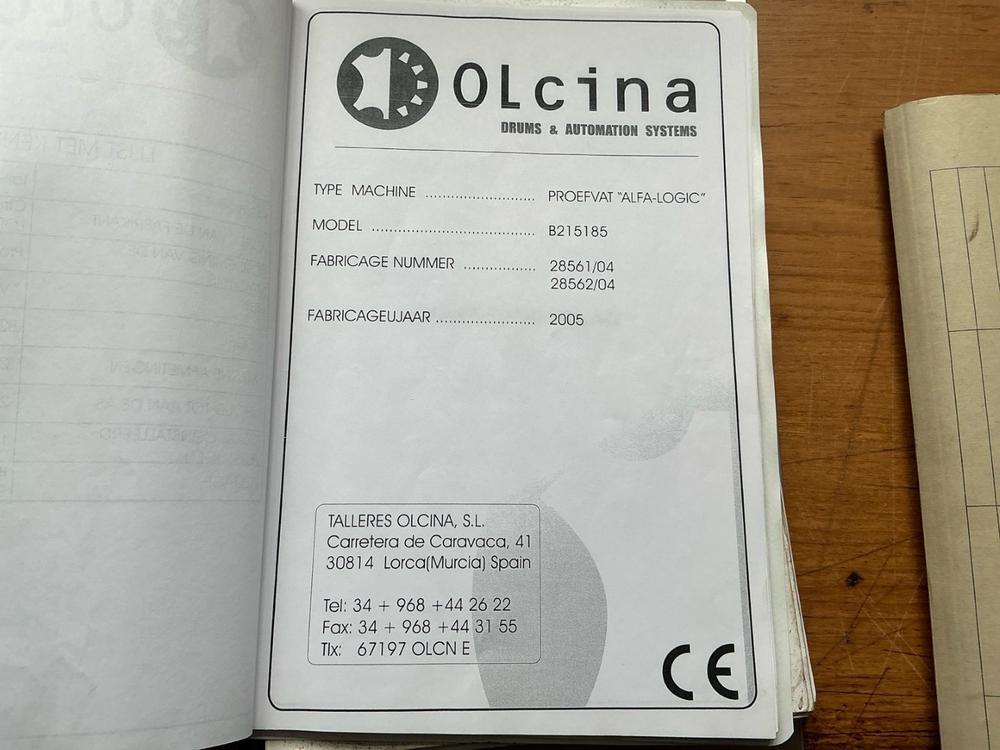 OLcina
DRUMS & AUTOMATION SYSTEMS
TYPE MACHINE ........................... PROEFVAT "ALFA-LOGIC"
MODEL ........................................ B215185
FABRICAGE NUMMER .................. 28561/04
28562/04
FABRICAGEUJAAR ......................... 2005
TALLERES OLCINA, S.L.
Carretera de Caravaca, 41
30814 Lorca(Murcia) Spain
Tel: 34 + 968 +44 26 22
Fax: 34 + 968 +44 31 55
Tlx: 67197 OLCN E
CE